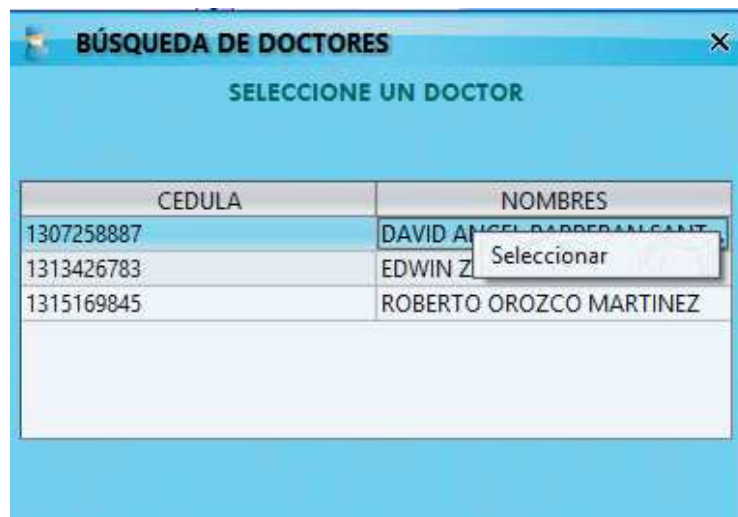 BÚSQUEDA DE DOCTORES
SELECCIONE UN DOCTOR
CEDULA NOMBRES
1307258887 DAVID
Seleccionar
1313426783 EDWIN
1315169845 ROBERTO OROZCO MARTINEZ